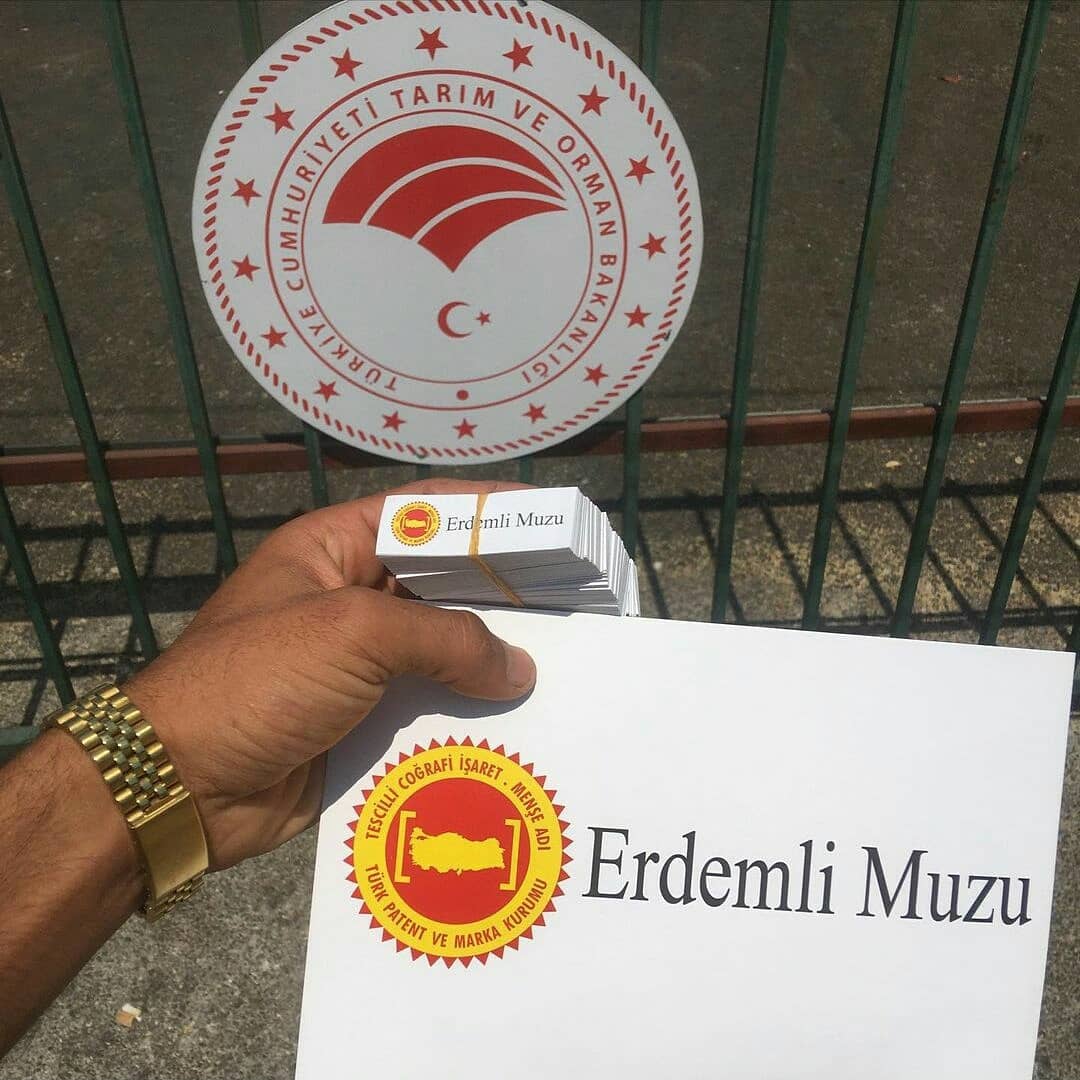 TÜRKİYE CUMHURİYETİ TARIM VE ORMAN BAKANLIĞI
Erdemli Muzu
TESCİLLİ COĞRAFİ İŞARET . MENŞE ADI
TÜRK PATENT VE MARKA KURUMU
Erdemli Muzu